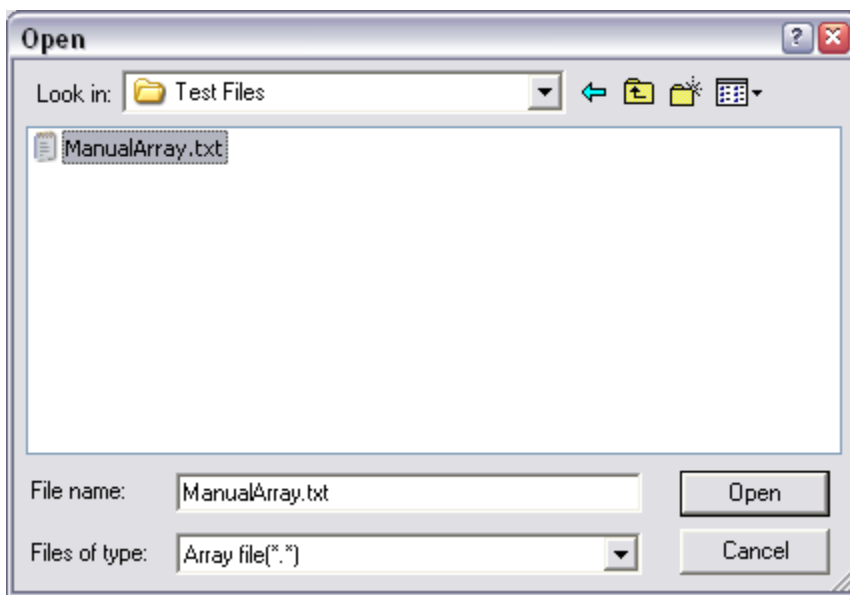 Open
Look in: Test Files
ManualArray.txt
File name: ManualArray.txt Open
Files of type: Array file(*.*) Cancel